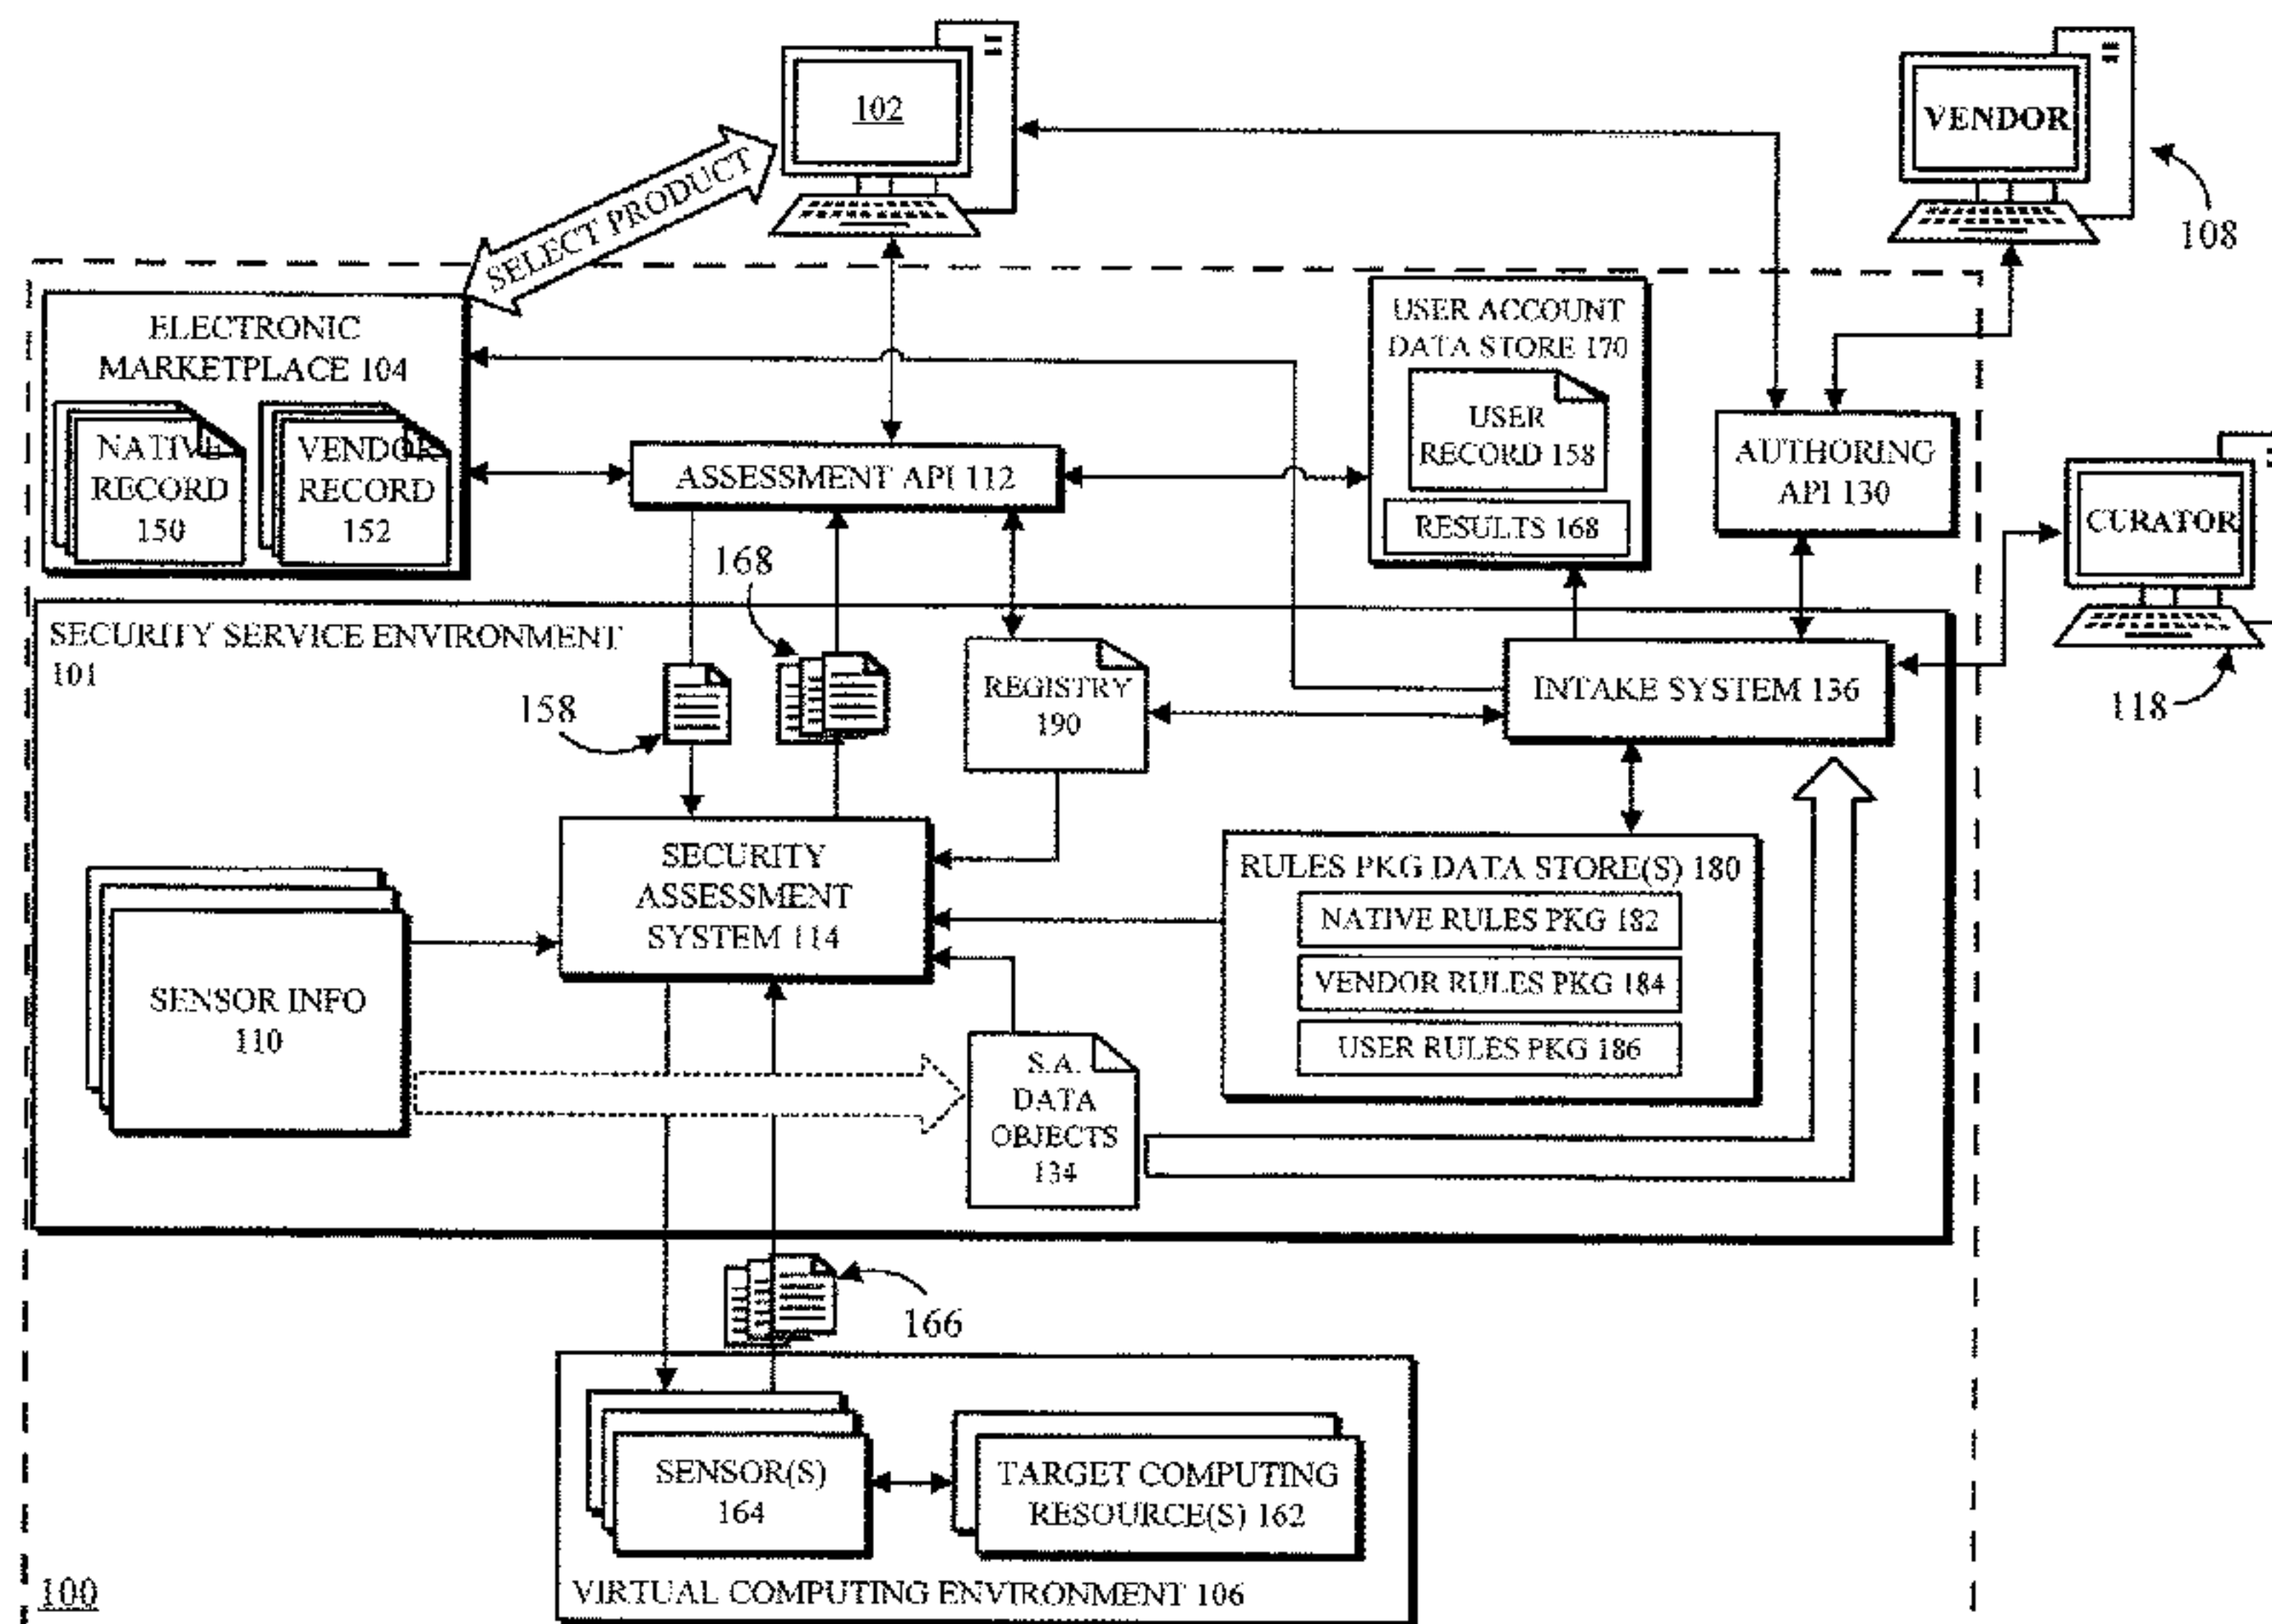 102
VENDOR
108
SELECT PRODUCT
ELECTRONIC
MARKETPLACE 104
NATIVE
RECORD
150
VENDOR
RECORD
152
ASSESSMENT API 112
USER ACCOUNT
DATA STORE 170
USER
RECORD 158
RESULTS 168
AUTHORING
API 130
CURATOR
118
SECURITY SERVICE ENVIRONMENT
101
158
168
REGISTRY
190
INTAKE SYSTEM 136
SECURITY
ASSESSMENT
SYSTEM 114
RULES PKG DATA STORE(S) 180
NATIVE RULES PKG 182
VENDOR RULES PKG 184
USER RULES PKG 186
SENSOR INFO
110
S.A.
DATA
OBJECTS
134
166
SENSOR(S)
164
TARGET COMPUTING
RESOURCE(S) 162
VIRTUAL COMPUTING ENVIRONMENT 106
100